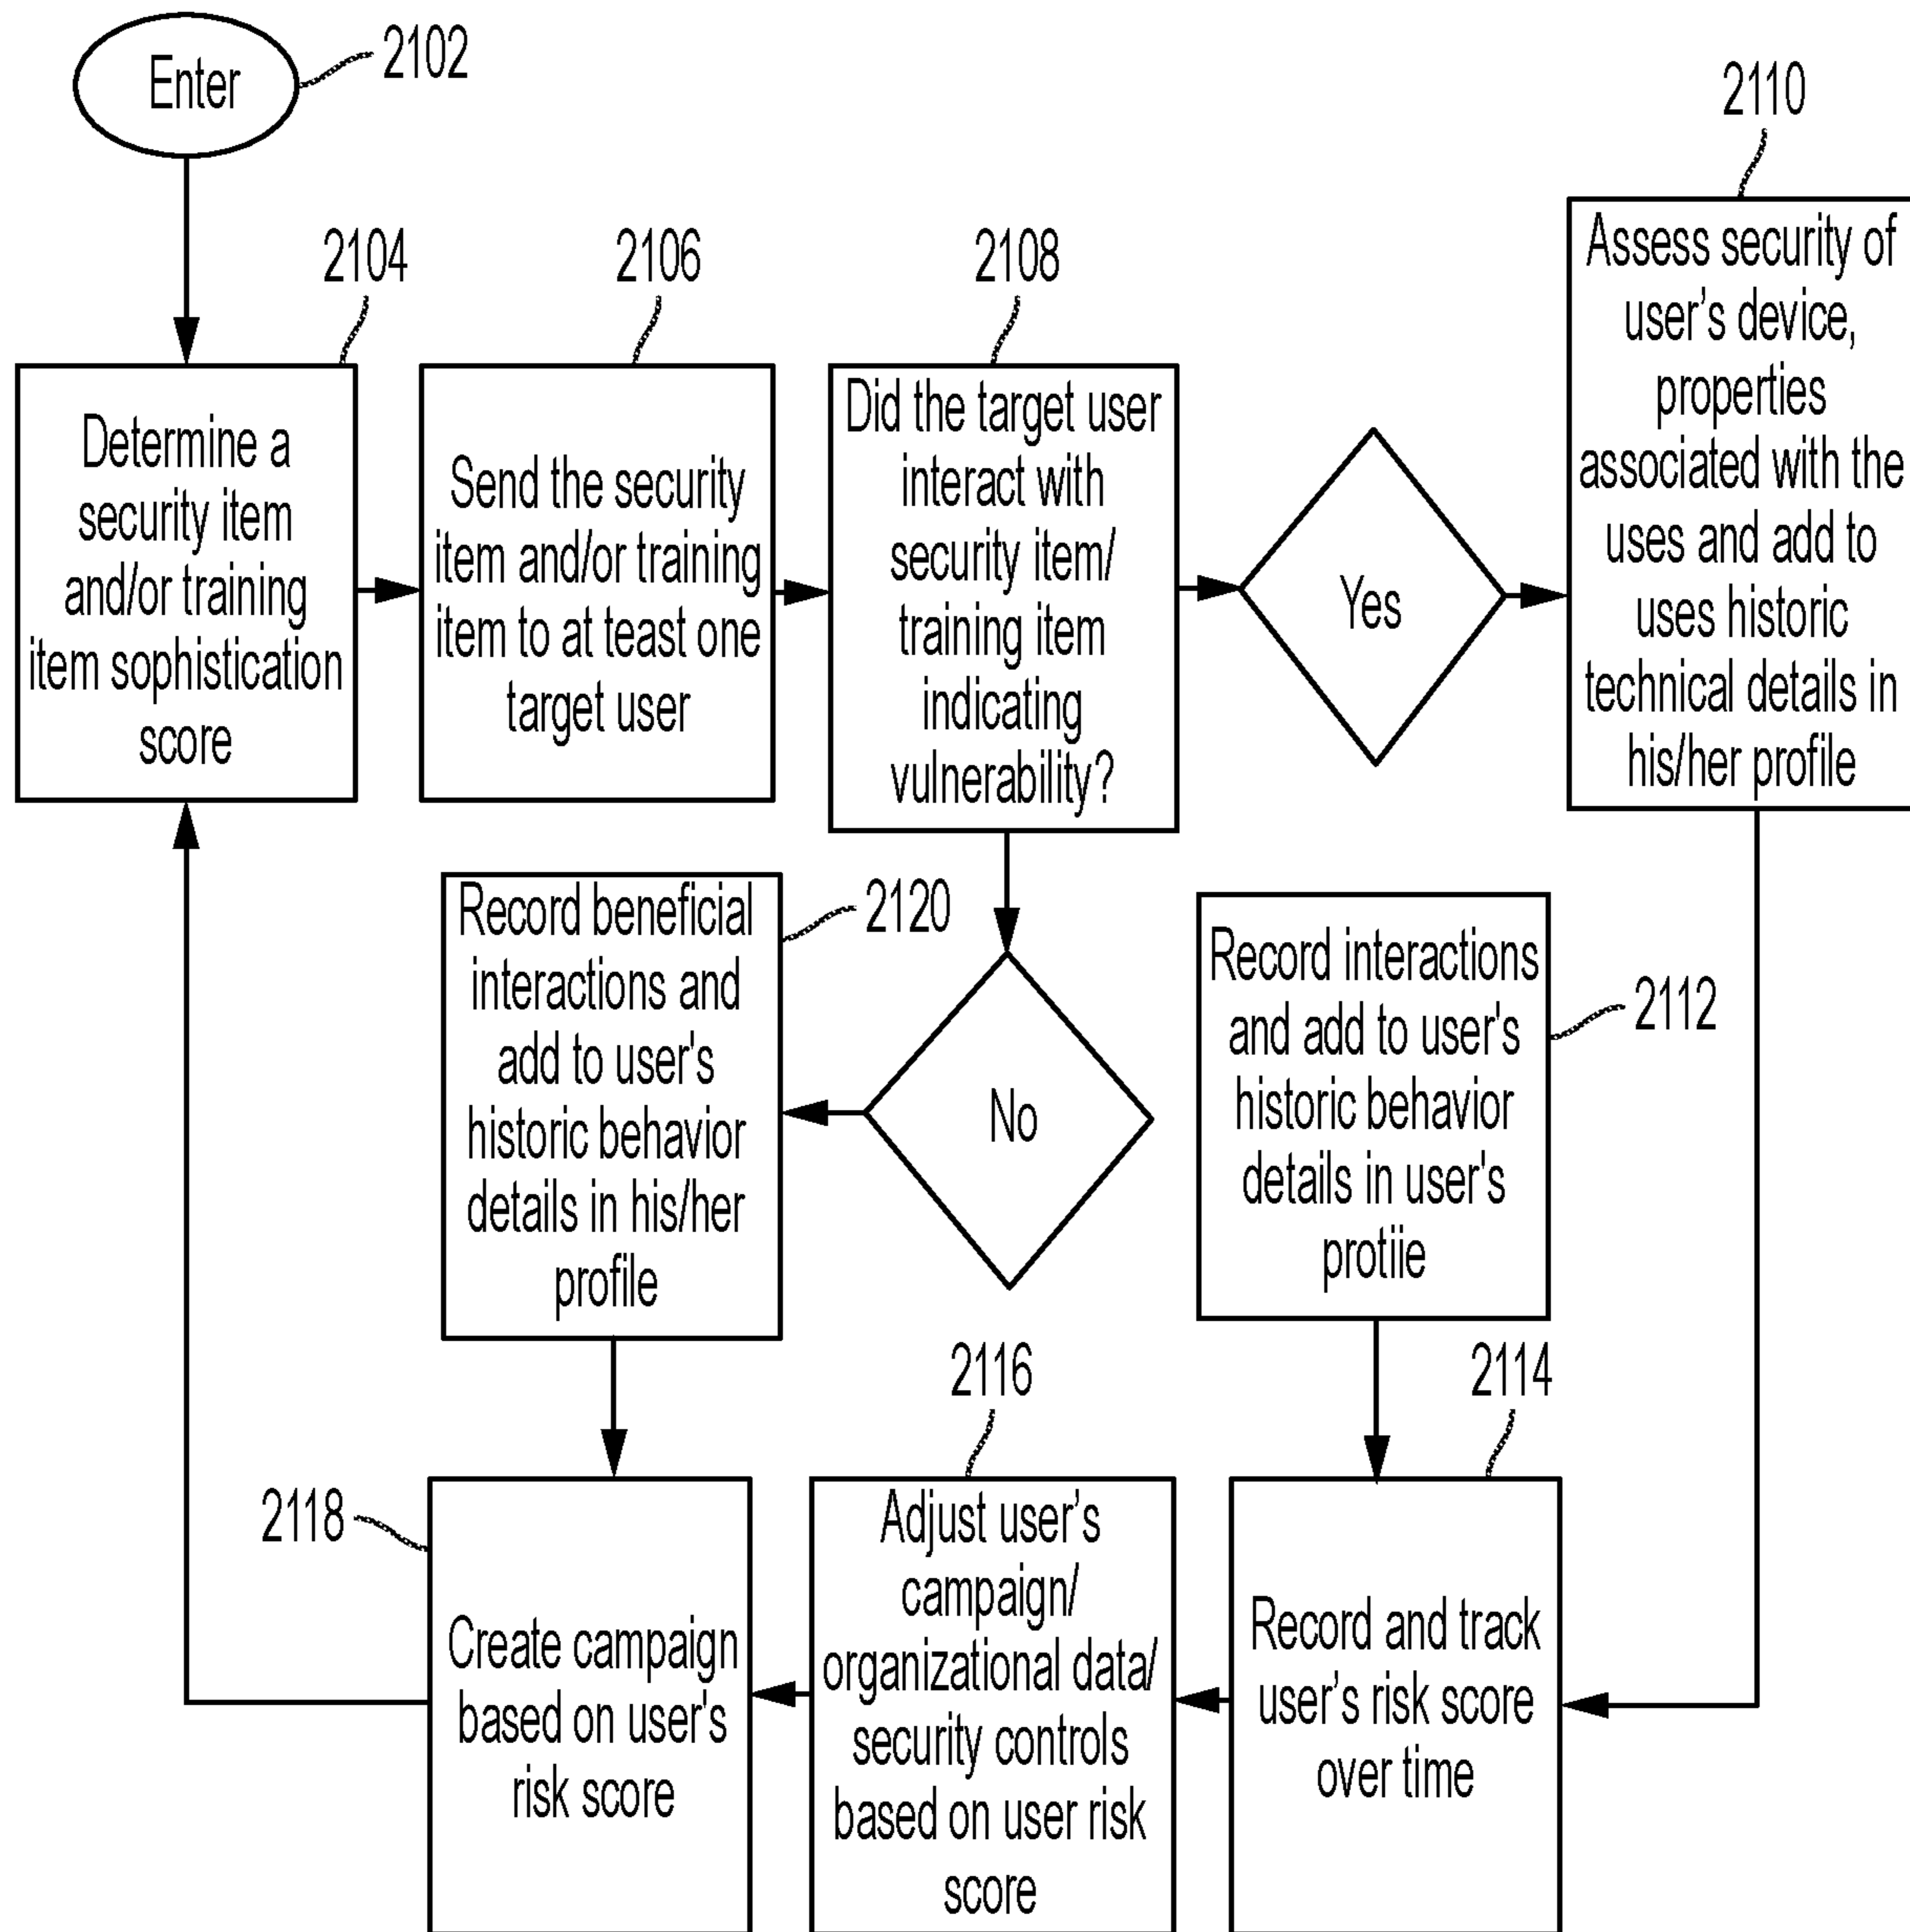 Enter
2102
2104
Determine a
security item
and/or training
item sophistication
score
2106
Send the security
item and/or training
item to at least one
target user
2108
Did the target user
interact with
security item/
training item
indicating
vulnerability?
Yes
2110
Assess security of
user’s device,
properties
associated with the
uses and add to
uses historic
technical details in
his/her profile
Record beneficial
interactions and
add to user's
historic behavior
details in his/her
profile
2120
No
Record interactions
and add to user's
historic behavior
details in user's
protiie
2112
2118
Create campaign
based on user's
risk score
2116
Adjust user’s
campaign/
organizational data/
security controls
based on user risk
score
2114
Record and track
user’s risk score
over time